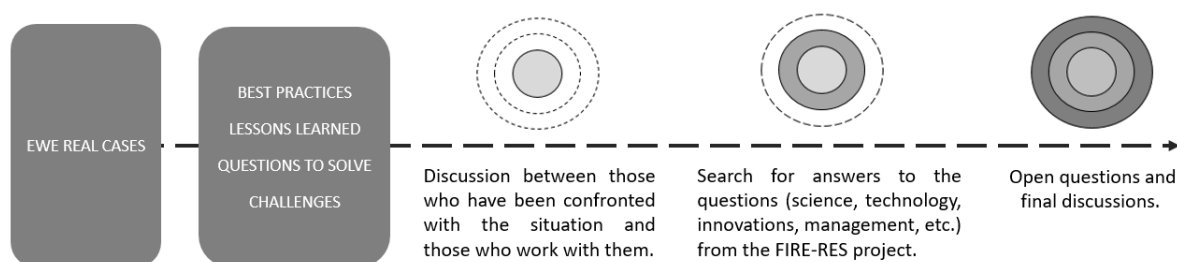 EWE REAL CASES
BEST PRACTICES
LESSONS LEARNED
QUESTIONS TO SOLVE
CHALLENGES
Discussion between those
who have been confronted
with the situation and
those who work with them.
Search for answers to the
questions (science, technology,
innovations, management, etc.)
from the FIRE-RES project.
Open questions and
final discussions.